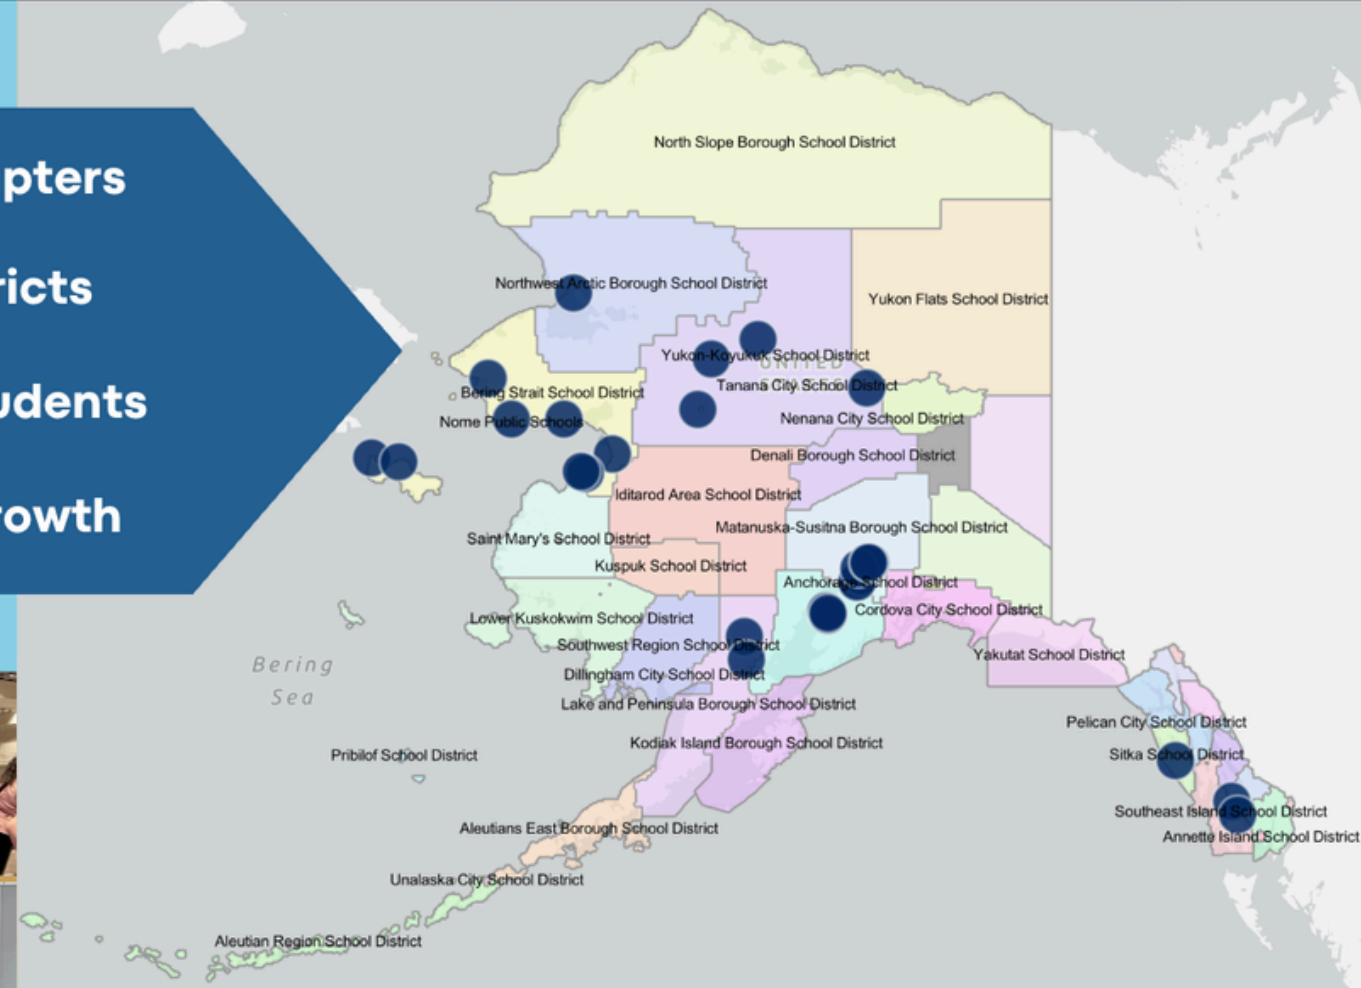 pters
ricts
udents
rowth
North Slope Borough School District
Northwest Arctic Borough School District
Yukon Flats School District
Yukon-Koyukuk School District
UNITED
Tanana City School District
Bering Strait School District
Nenana City School District
Nome Public Schools
Denali Borough School District
Iditarod Area School District
Matanuska-Susitna Borough School District
Saint Mary's School District
Kuspuk School District
Anchorage School District
Cordova City School District
Lower Kuskokwim School District
Southwest Region School District
Yakutat School District
Bering
Sea
Dillingham City School District
Lake and Peninsula Borough School District
Pelican City School District
Kodiak Island Borough School District
Pribilof School District
Sitka School District
Southeast Island School District
Aleutians East Borough School District
Annette Island School District
Unalaska City School District
Aleutian Region School District